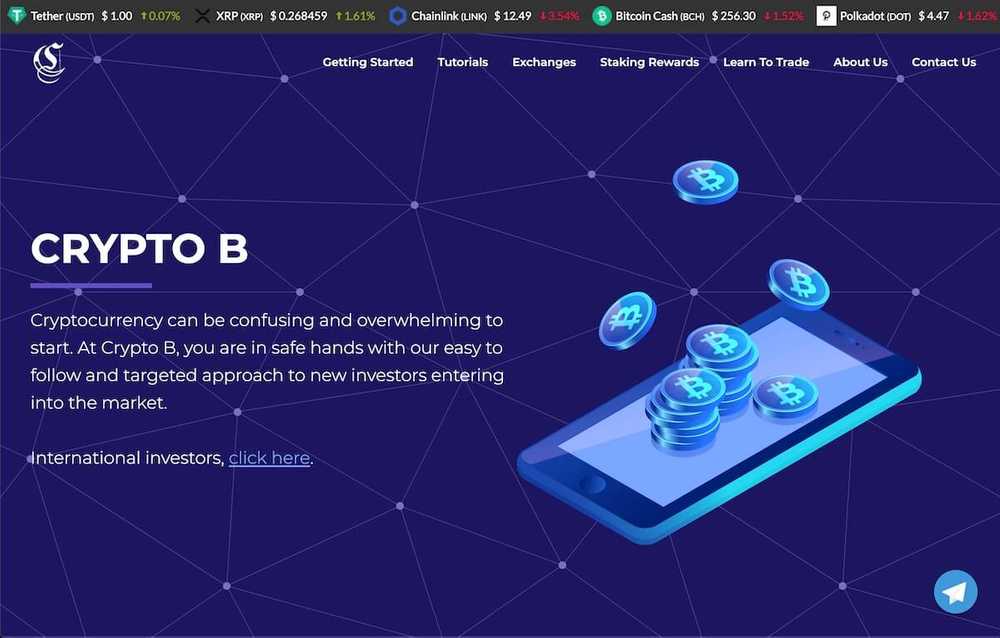 Tether (USDT) $ 1.00 ↑0.07% XRP (XRP) $ 0.268459 ↑1.61% Chainlink (LINK) $ 12.49 ↓3.54% Bitcoin Cash (BCH) $ 256.30 ↓1.52% Polkadot (DOT) $ 4.47 ↓1.62%
Getting Started Tutorials Exchanges Staking Rewards Learn To Trade About Us Contact Us
CRYPTO B
Cryptocurrency can be confusing and overwhelming to
start. At Crypto B, you are in safe hands with our easy to
follow and targeted approach to new investors entering
into the market.
International investors, click here.